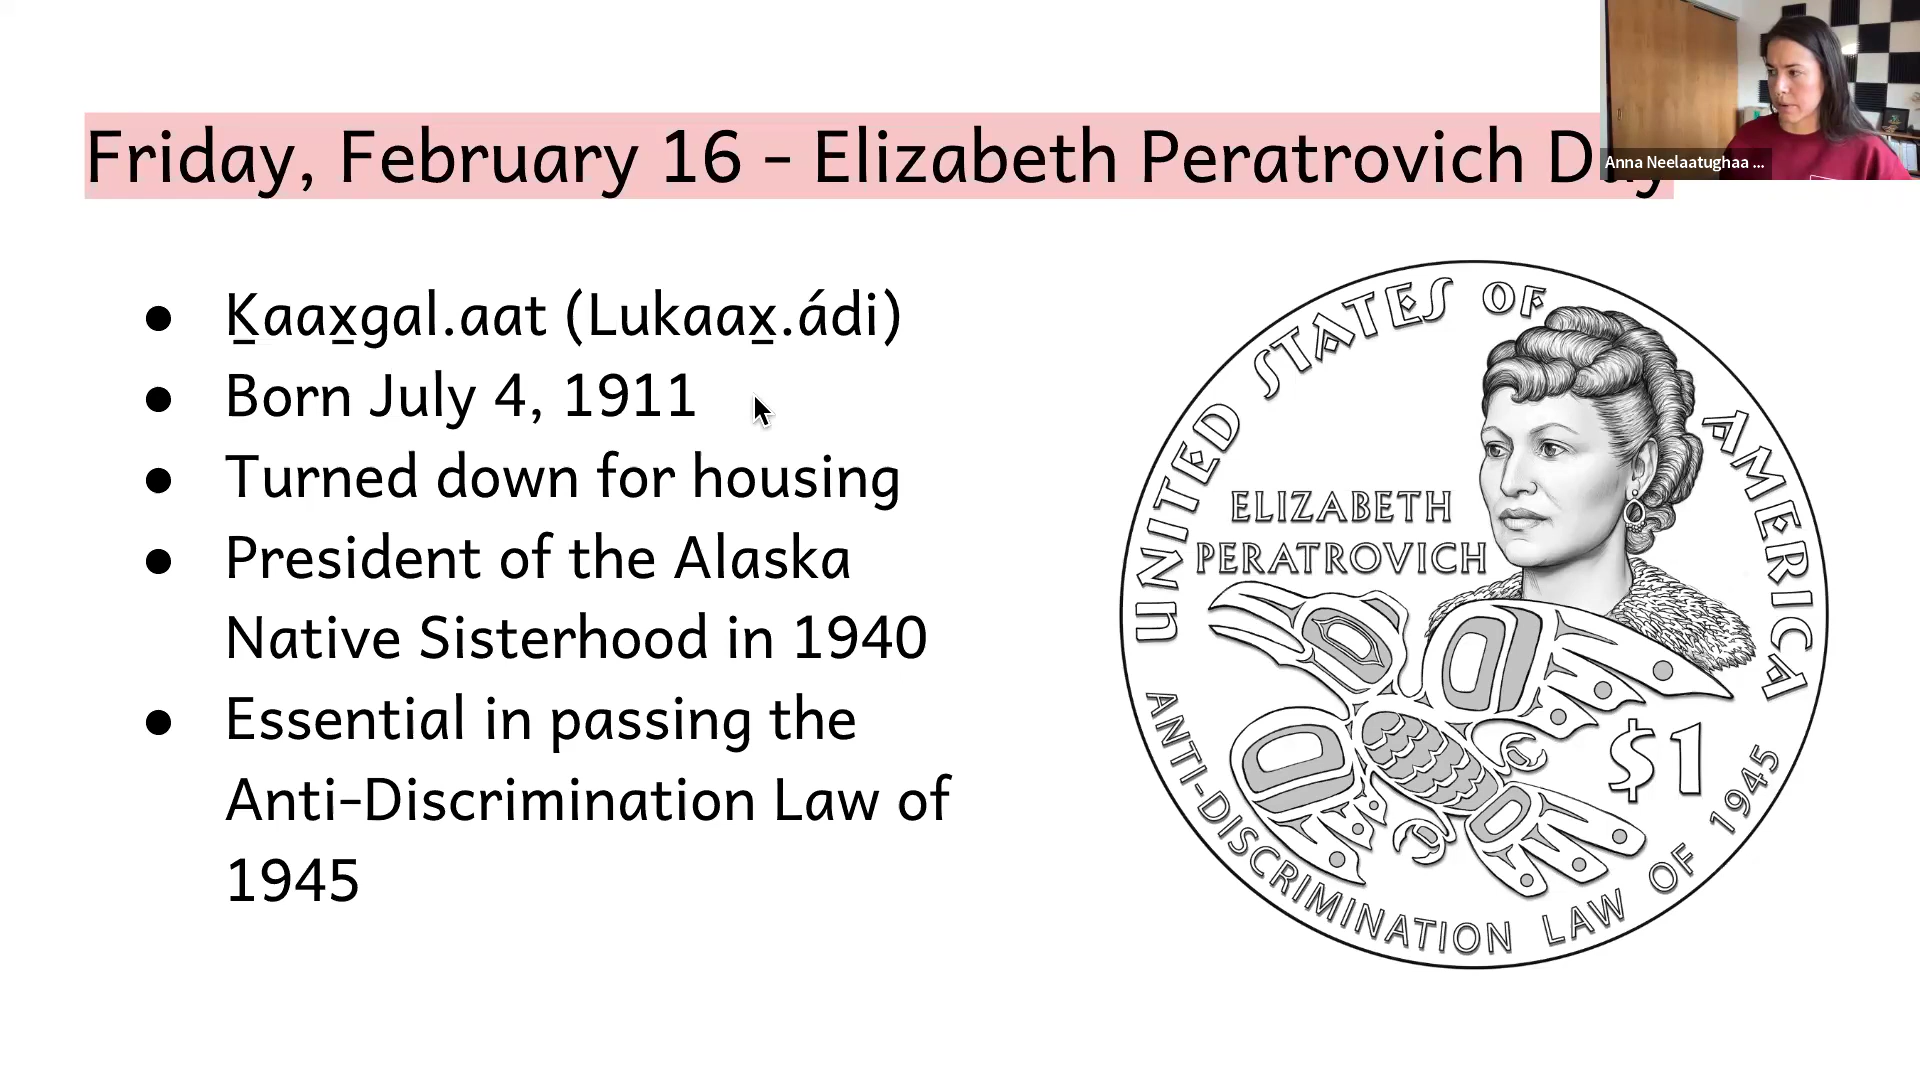 Friday, February 16 - Elizabeth Peratrovich Day
Anna Neelaatughaa ...
● Ḵaax̱gal.aat (Lukaax̱.ádi)
● Born July 4, 1911
● Turned down for housing
● President of the Alaska
Native Sisterhood in 1940
● Essential in passing the
Anti-Discrimination Law of
1945
UNITED STATES OF AMERICA
ELIZABETH
PERATROVICH
$1
ANTI-DISCRIMINATION LAW OF 1945